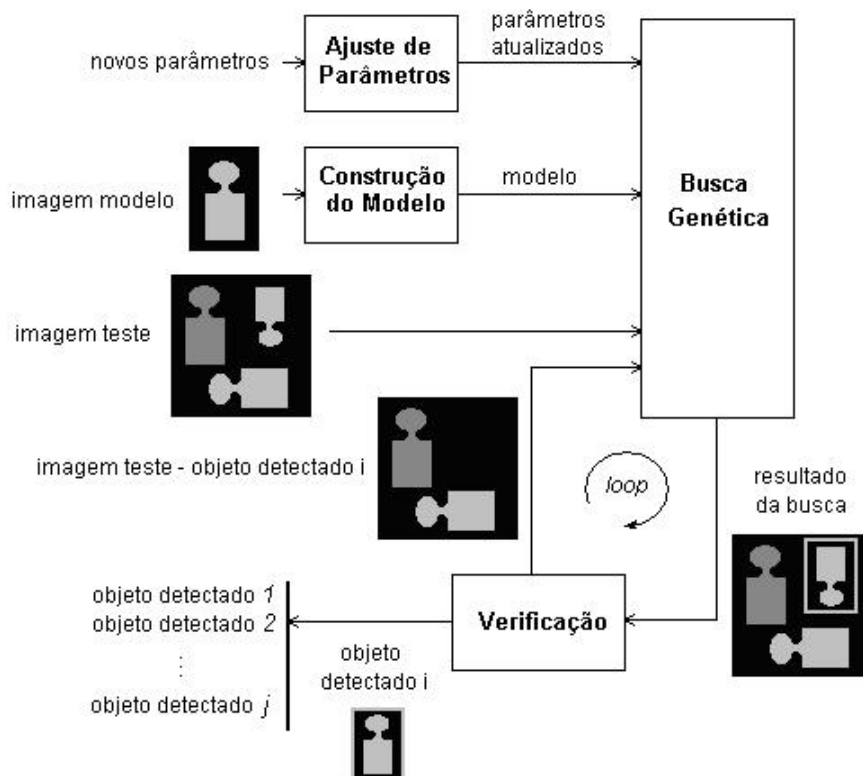 novos parâmetros
Ajuste de
Parâmetros
parâmetros
atualizados
imagem modelo
Construção
do Modelo
modelo
Busca
Genética
imagem teste
imagem teste - objeto detectado i
loop
resultado
da busca
Verificação
objeto detectado 1
objeto detectado 2
⋮
objeto detectado j
objeto
detectado i